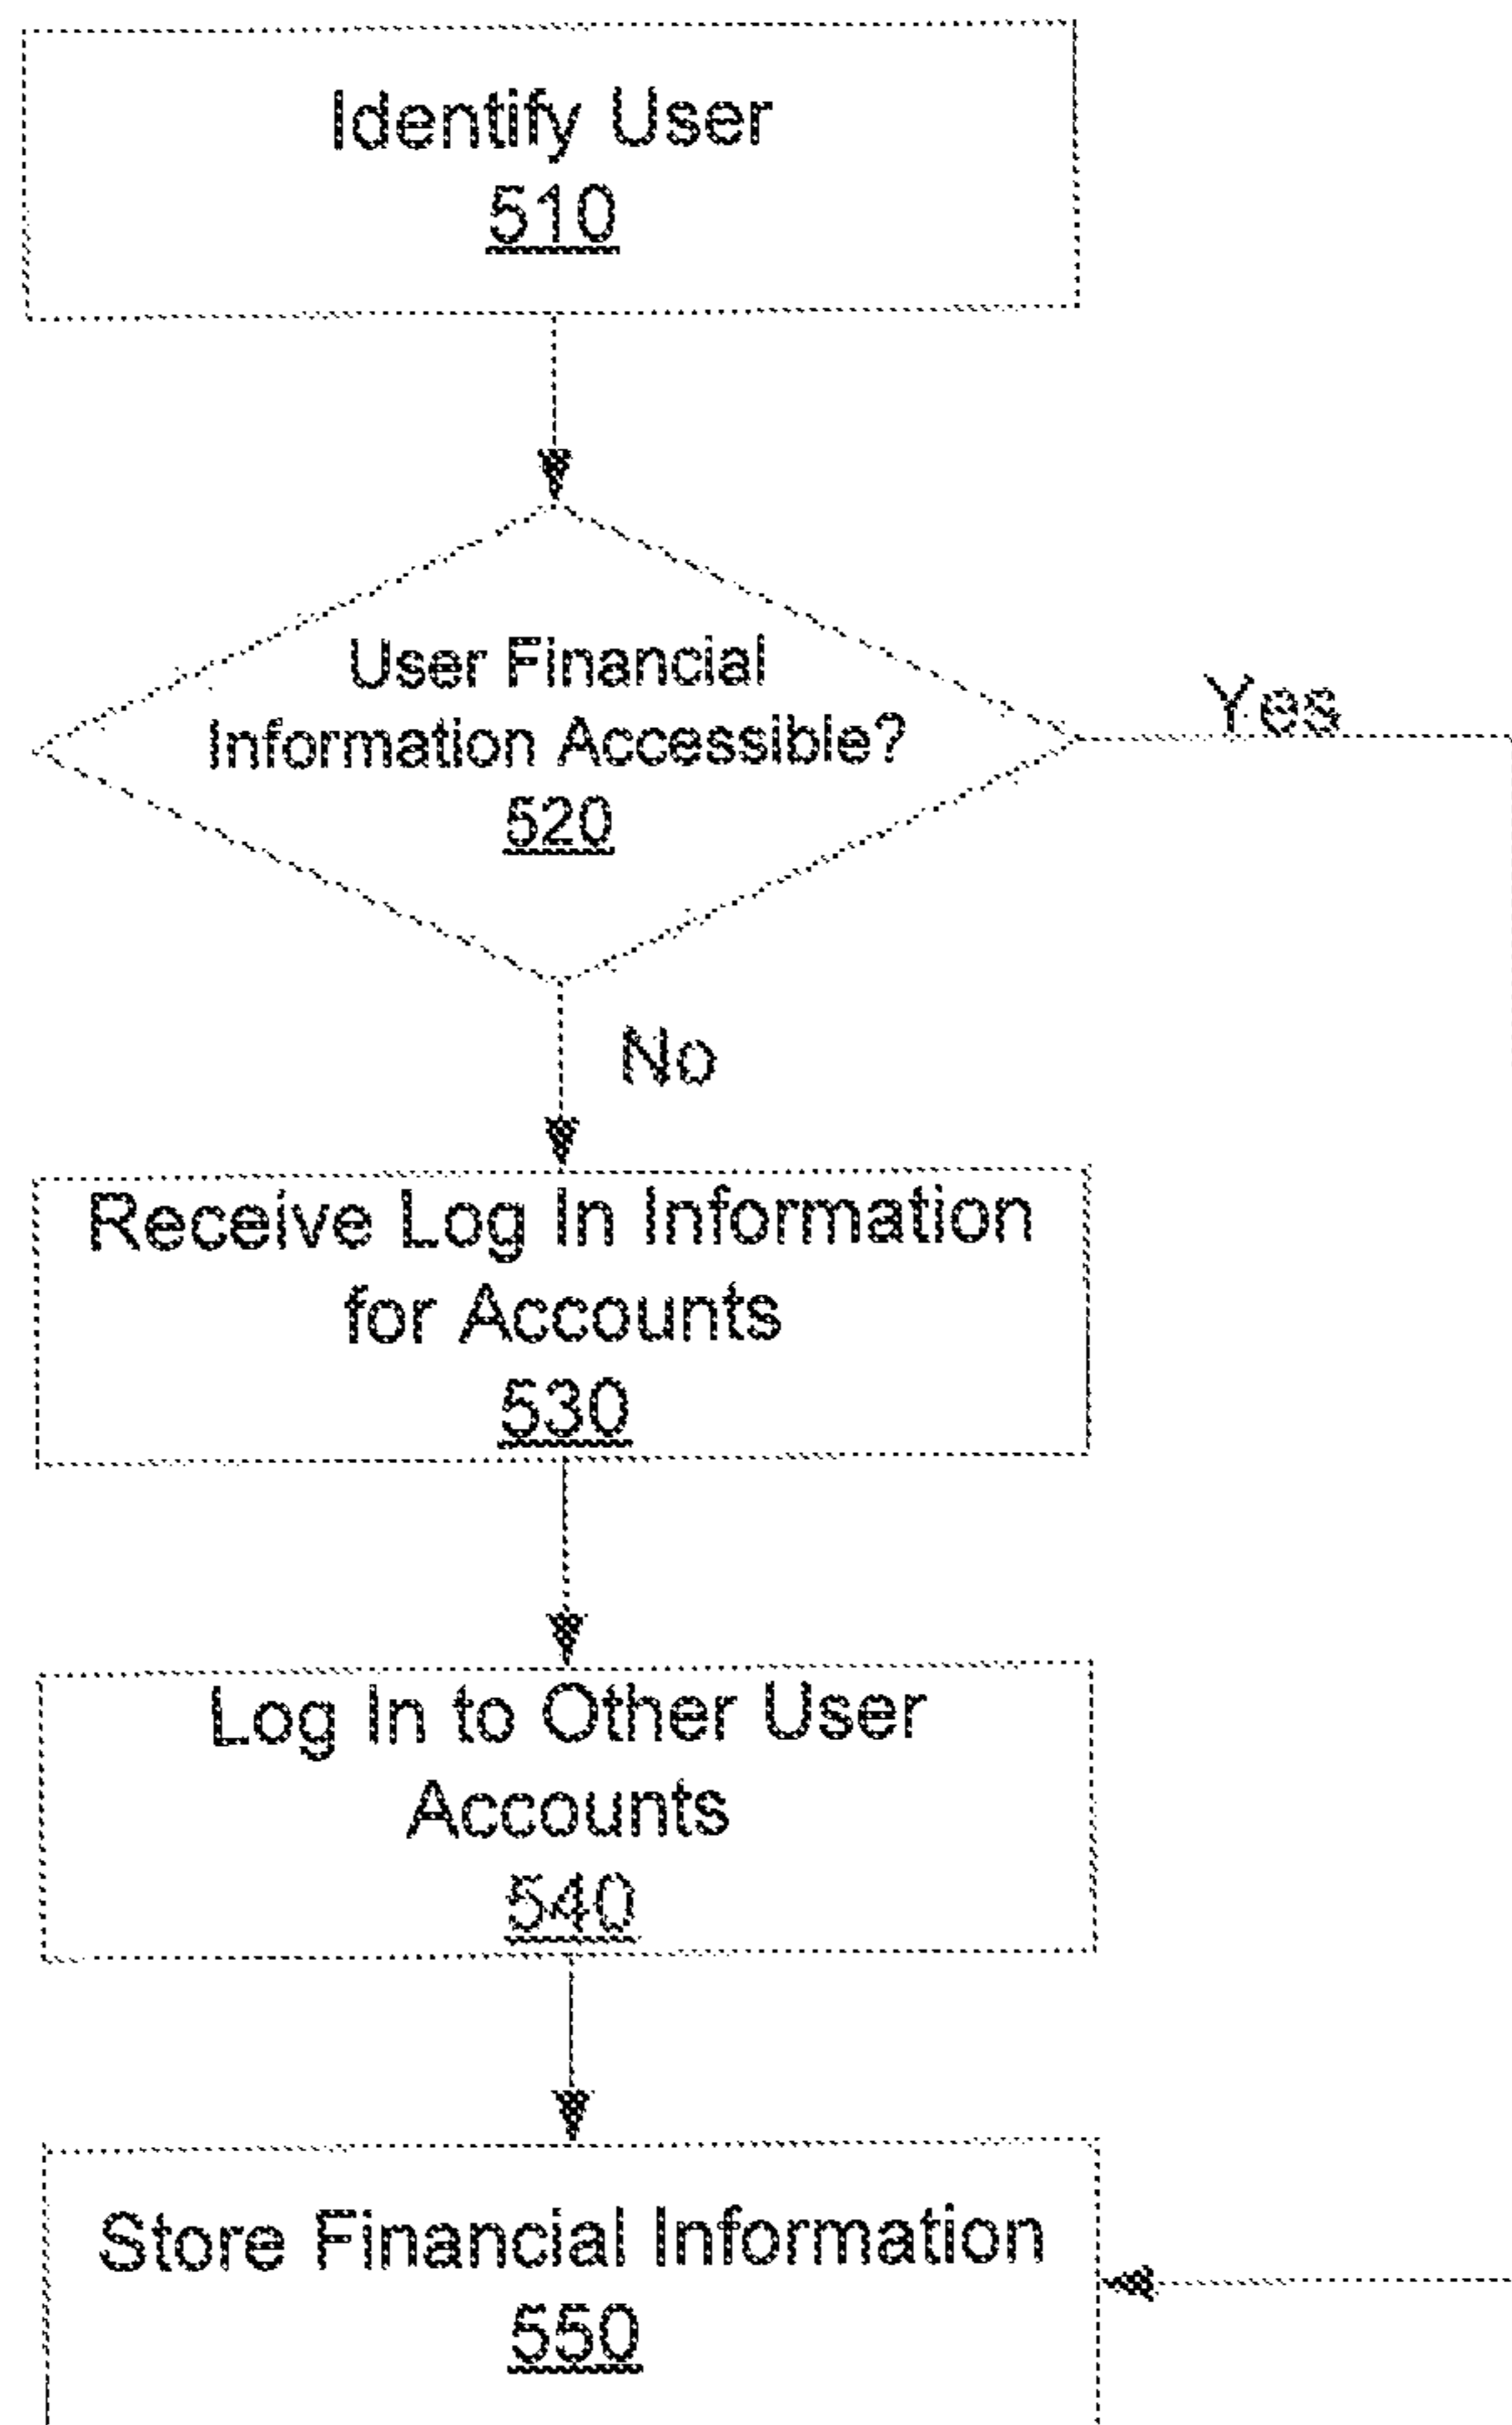 Identify User
510
User Financial
Information Accessible?
520
Yes
No
Receive Log In Information
for Accounts
530
Log In to Other User
Accounts
540
Store Financial Information
550